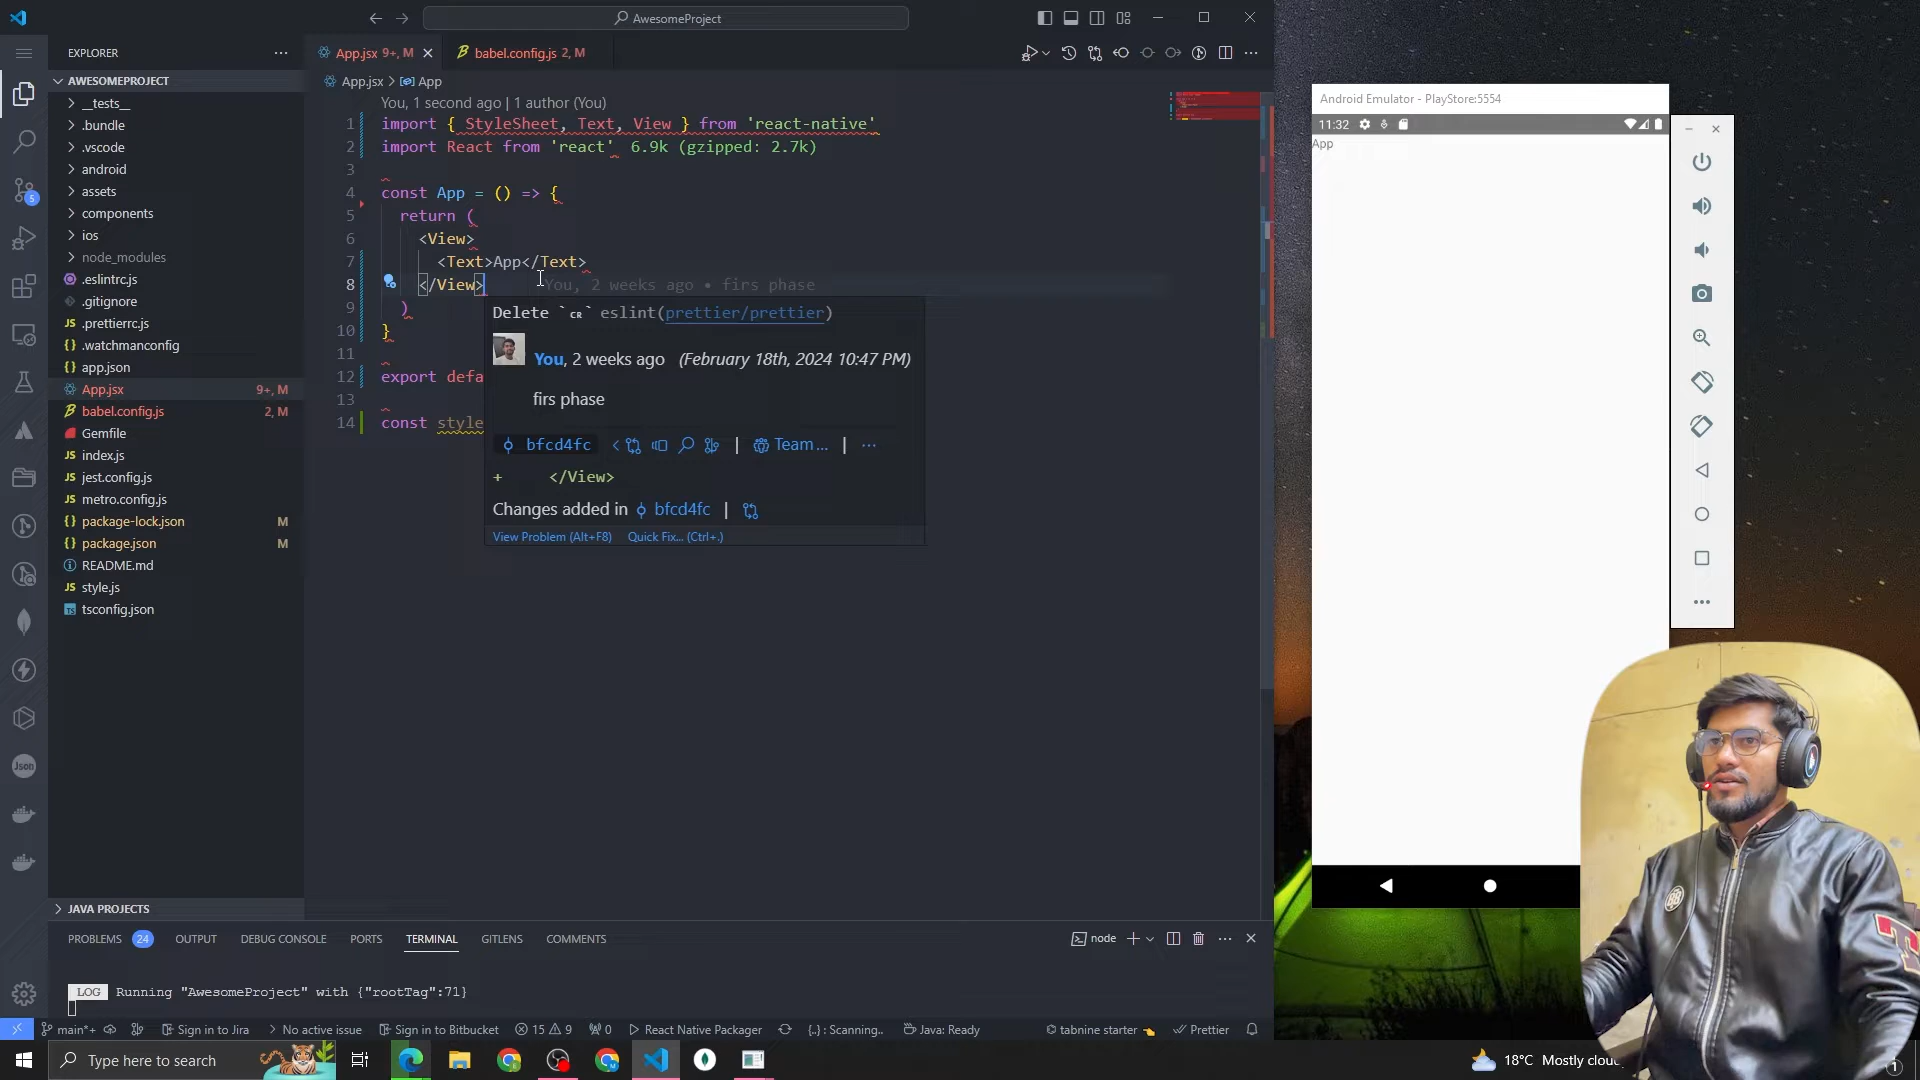 AwesomeProject
EXPLORER
App.jsx 9+, M
babel.config.js 2, M
AWESOMEPROJECT
App.jsx > App
__tests__
.bundle
.vscode
android
assets
components
ios
node_modules
.eslintrc.js
.gitignore
.prettierrc.js
.watchmanconfig
app.json
App.jsx 9+, M
babel.config.js 2, M
Gemfile
index.js
jest.config.js
metro.config.js
package-lock.json M
package.json M
README.md
style.js
tsconfig.json
JAVA PROJECTS
You, 1 second ago | 1 author (You)
1 import { StyleSheet, Text, View } from 'react-native'
2 import React from 'react' 6.9k (gzipped: 2.7k)
3
4 const App = () => {
5 return (
6 <View>
7 <Text>App</Text>
8 </View> You, 2 weeks ago • firs phase
9 )
10 }
11
12 export defa
13
14 const style
Delete `CR` eslint(prettier/prettier)
You, 2 weeks ago (February 18th, 2024 10:47 PM)
firs phase
bfcd4fc | Team... | ...
+ </View>
Changes added in bfcd4fc |
View Problem (Alt+F8) Quick Fix... (Ctrl+.)
PROBLEMS 24 OUTPUT DEBUG CONSOLE PORTS TERMINAL GITLENS COMMENTS
node
LOG Running "AwesomeProject" with {"rootTag":71}
main*+ Sign in to Jira > No active issue Sign in to Bitbucket 15 9 0 React Native Packager {..} : Scanning.. Java: Ready tabnine starter Prettier
5
Json
Type here to search
18°C Mostly clou
1
Android Emulator - PlayStore:5554
11:32
App